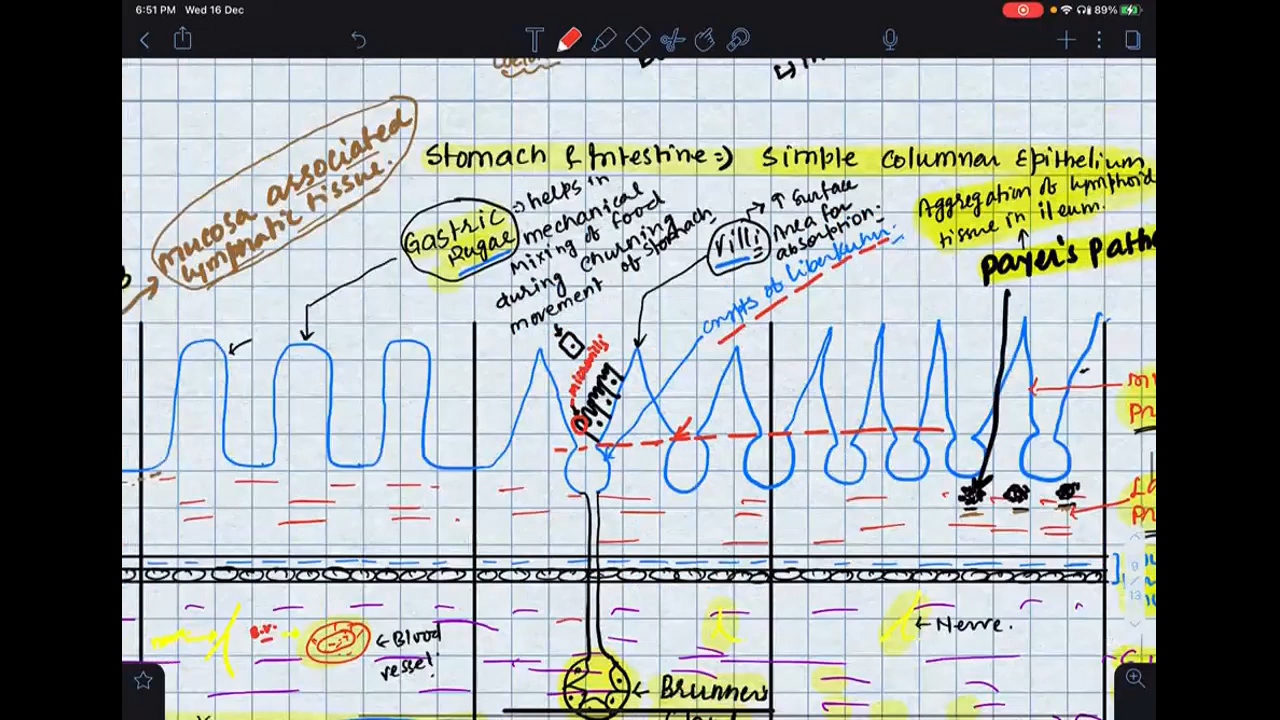 6:51 PM Wed 16 Dec
89%
mucosa associated
lymphatic tissue.
Stomach & Intestine => Simple Columnar Epithelium
Gastric
Rugae
=> helps in
mechanical
mixing of food
during churning
movement of stomach
Villi
↑ surface
Area for
absorption.
Aggregation of lymphoid
tissue in ileum.
payer's pathe
crypts of liberkuhn.
microvilli
Blood
vessel.
B.V.
Nerve.
Brunner's